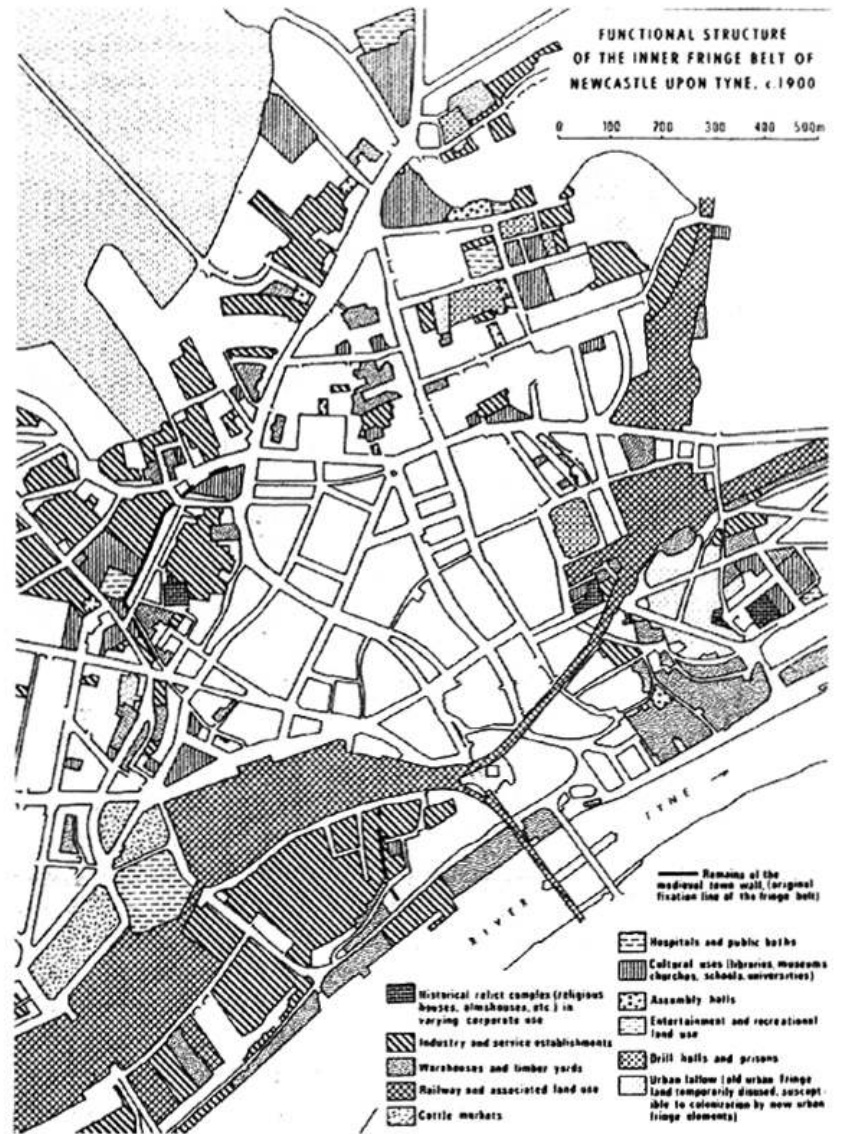 FUNCTIONAL STRUCTURE
OF THE INNER FRINGE BELT OF
NEWCASTLE UPON TYNE, c.1900
0 100 200 300 400 500m
RIVER TYNE
Remains of the
medieval town wall, (original
fixation line of the fringe belt)
Historical relict complex (religious
houses, almshouses, etc.) in
varying corporate use
Industry and service establishments
Warehouses and timber yards
Railway and associated land use
Cattle markets
Hospitals and public baths
Cultural uses (libraries, museums
churches, schools, universities)
Assembly halls
Entertainment and recreational
land use
Drill halls and prisons
Urban fallow (old urban fringe
land temporarily disused, suscept-
ible to colonization by new urban
fringe elements)